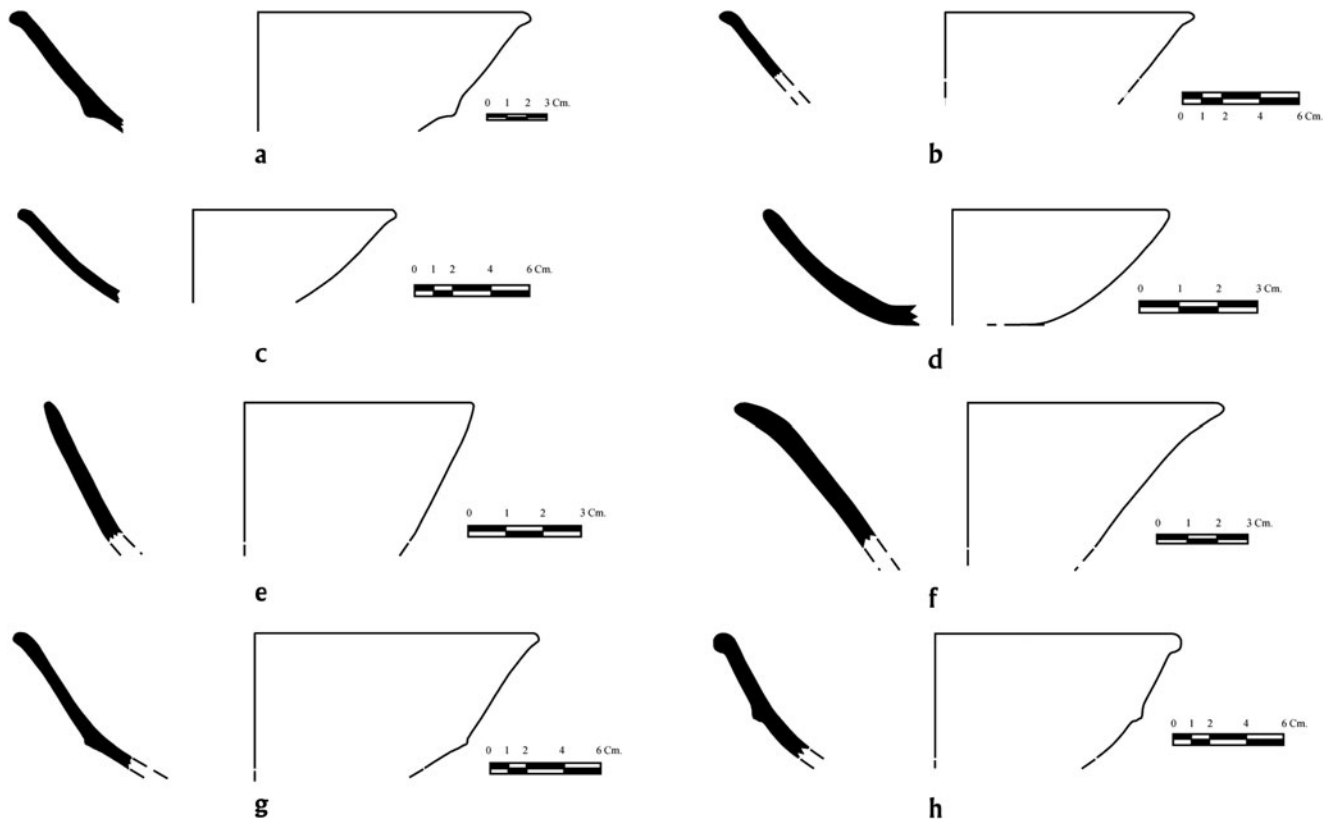 0 1 2 3 Cm.
a
0 1 2 4 6 Cm.
b
0 1 2 4 6 Cm.
c
0 1 2 3 Cm.
d
0 1 2 3 Cm.
e
0 1 2 3 Cm.
f
0 1 2 4 6 Cm.
g
0 1 2 4 6 Cm.
h